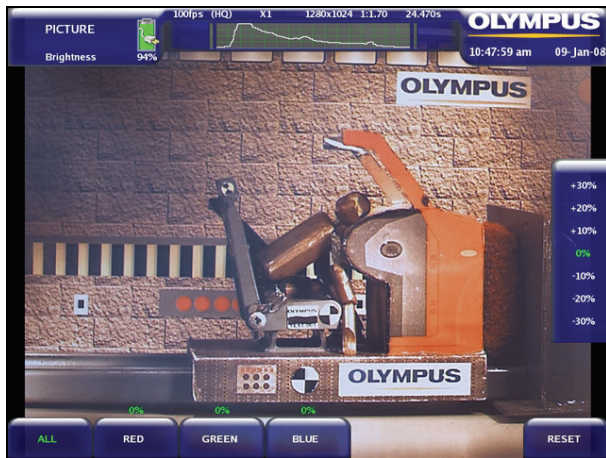 100fps (HQ) X1 1280x1024 1:1.70 24.470s
PICTURE
Brightness 94%
OLYMPUS
10:47:59 am 09-Jan-08
OLYMPUS
+30%
+20%
+10%
0%
-10%
-20%
-30%
OLYMPUS
OLYMPUS
0% 0% 0%
ALL RED GREEN BLUE RESET